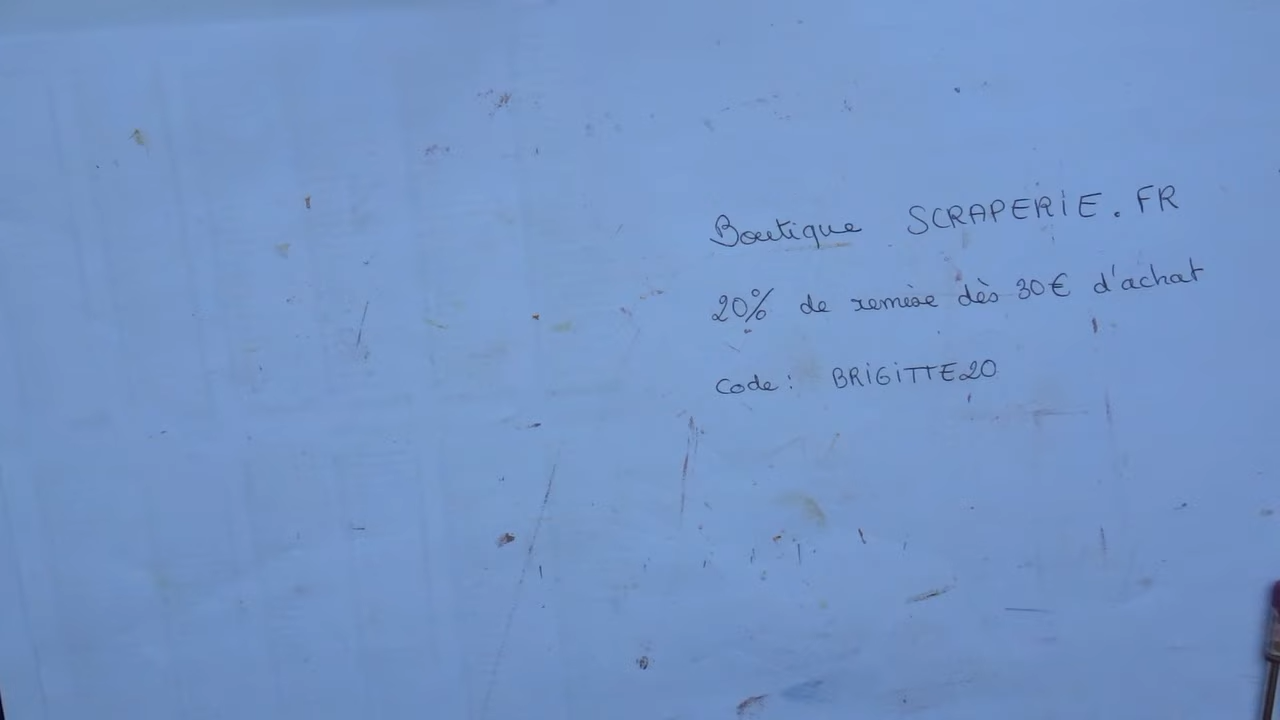 Boutique SCRAPERIE.FR
20% de remise dès 30€ d'achat
Code : BRIGITTE20